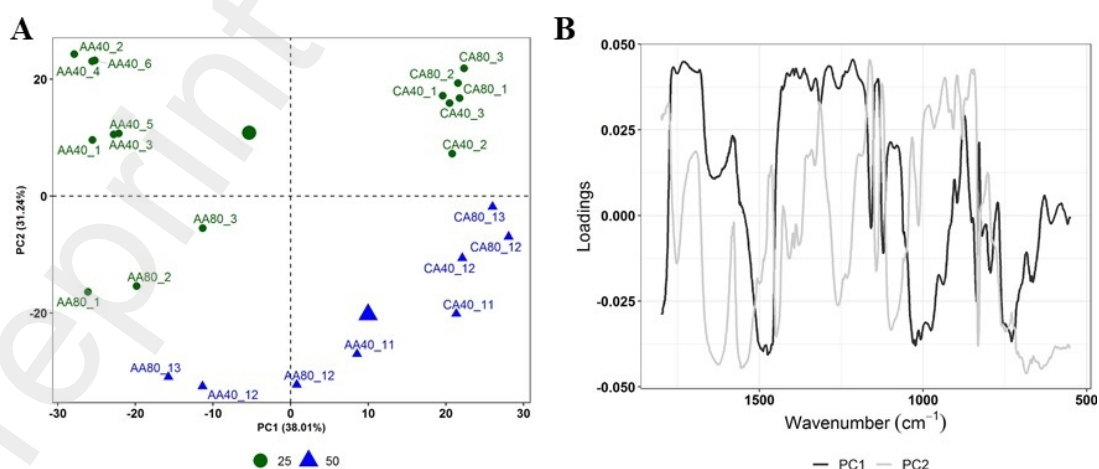 A
AA40_2
AA40_4
AA40_6
AA40_5
AA40_3
AA40_1
CA80_3
CA80_2
CA40_1
CA80_1
CA40_3
CA40_2
AA80_3
AA80_2
AA80_1
CA80_13
CA80_12
CA40_12
CA40_11
AA40_11
AA80_13
AA80_12
AA40_12
20
0
-20
PC2 (31.24%)
-30
-20
-10
0
10
20
30
PC1 (38.01%)
25
50
B
0.050
0.025
0.000
-0.025
-0.050
Loadings
1500
1000
500
Wavenumber (cm⁻¹)
PC1
PC2
eprint